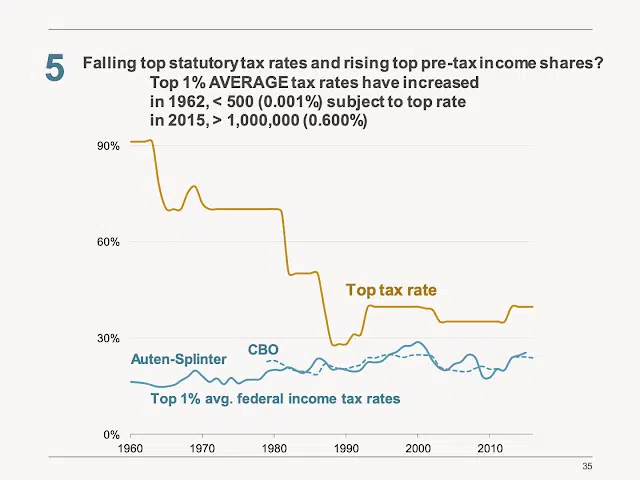 5
Falling top statutory tax rates and rising top pre-tax income shares?
Top 1% AVERAGE tax rates have increased
in 1962, < 500 (0.001%) subject to top rate
in 2015, > 1,000,000 (0.600%)
90%
60%
Top tax rate
30%
CBO
Auten-Splinter
Top 1% avg. federal income tax rates
0%
1960 1970 1980 1990 2000 2010
35